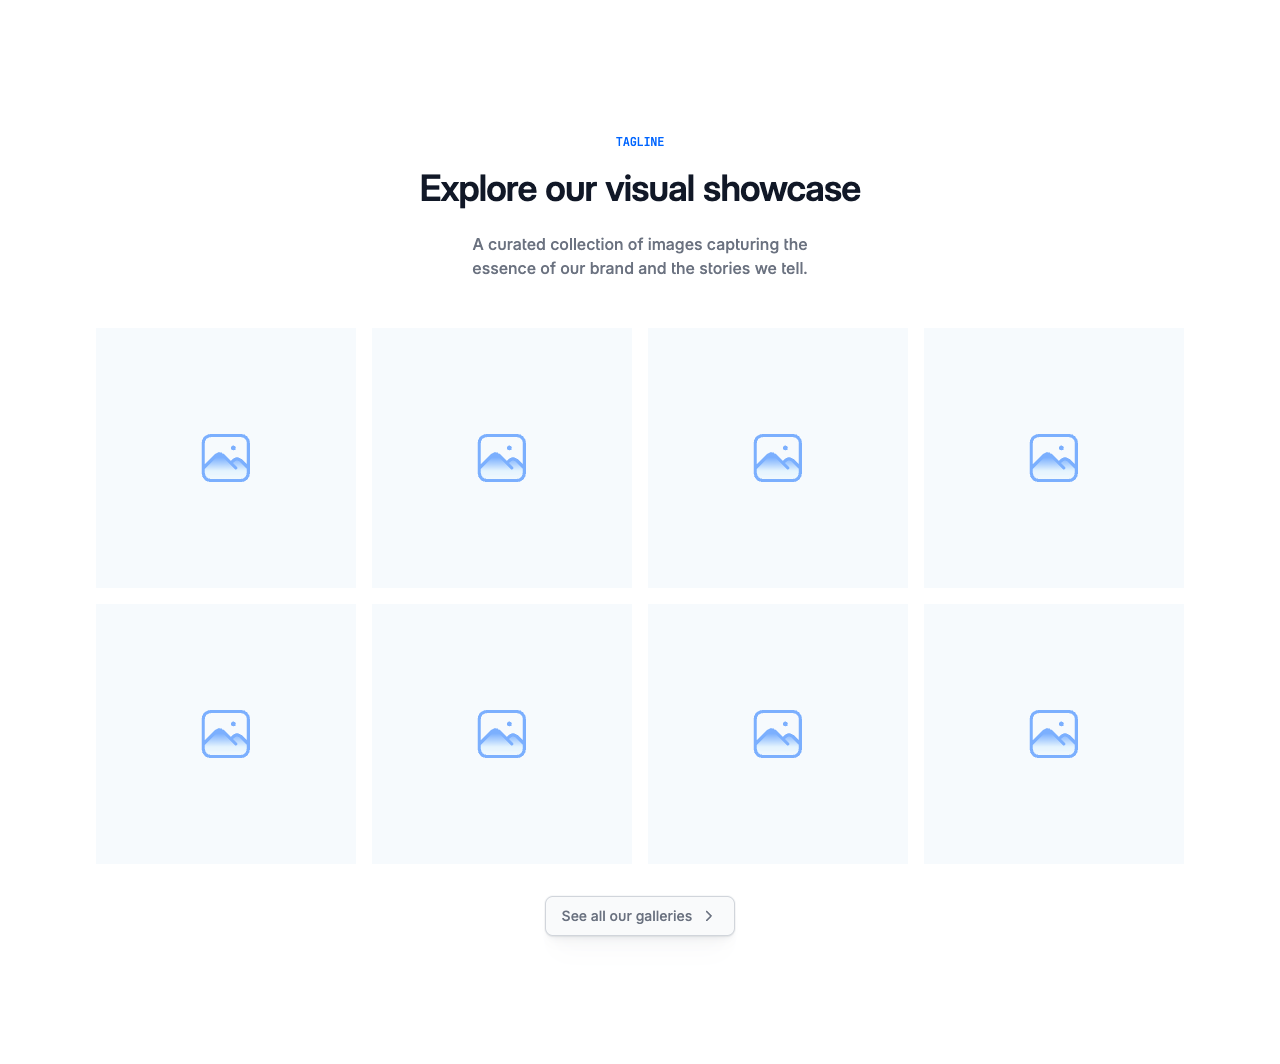 TAGLINE
Explore our visual showcase
A curated collection of images capturing the
essence of our brand and the stories we tell.
See all our galleries